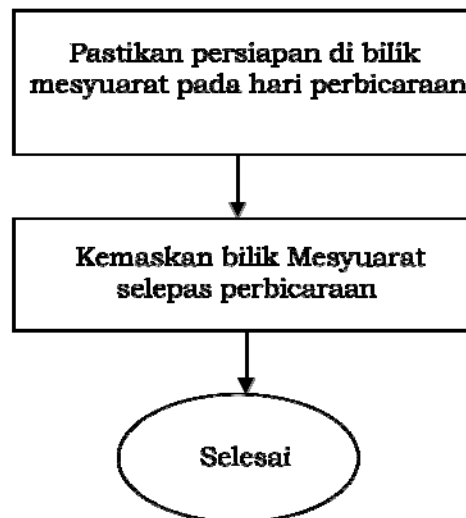 Pastikan persiapan di bilik
mesyuarat pada hari perbicaraan
Kemaskan bilik Mesyuarat
selepas perbicaraan
Selesai